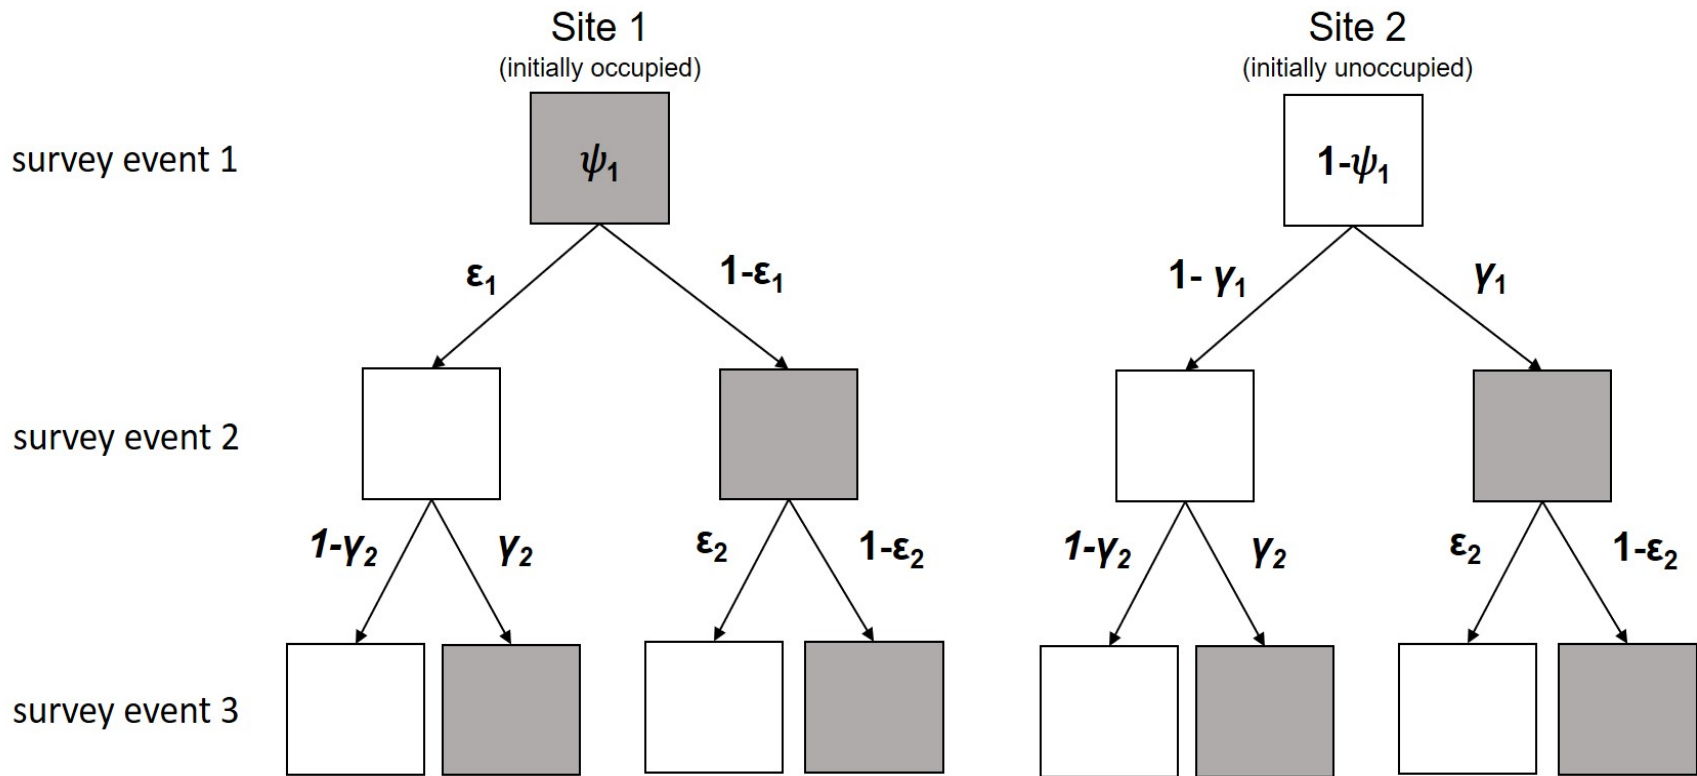 Site 1
(initially occupied)
Site 2
(initially unoccupied)
survey event 1
ψ₁
1-ψ₁
ε₁
1-ε₁
1- γ₁
γ₁
survey event 2
1-γ₂
γ₂
ε₂
1-ε₂
1-γ₂
γ₂
ε₂
1-ε₂
survey event 3